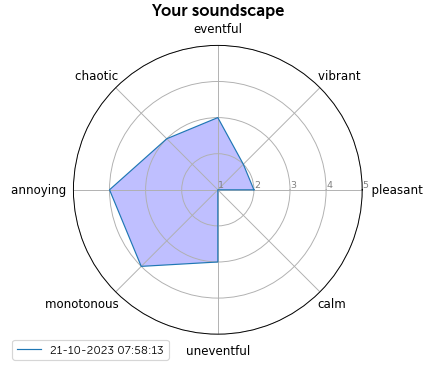 Your soundscape
eventful
chaotic
vibrant
annoying
1
2
3
4
5
pleasant
monotonous
calm
21-10-2023 07:58:13
uneventful